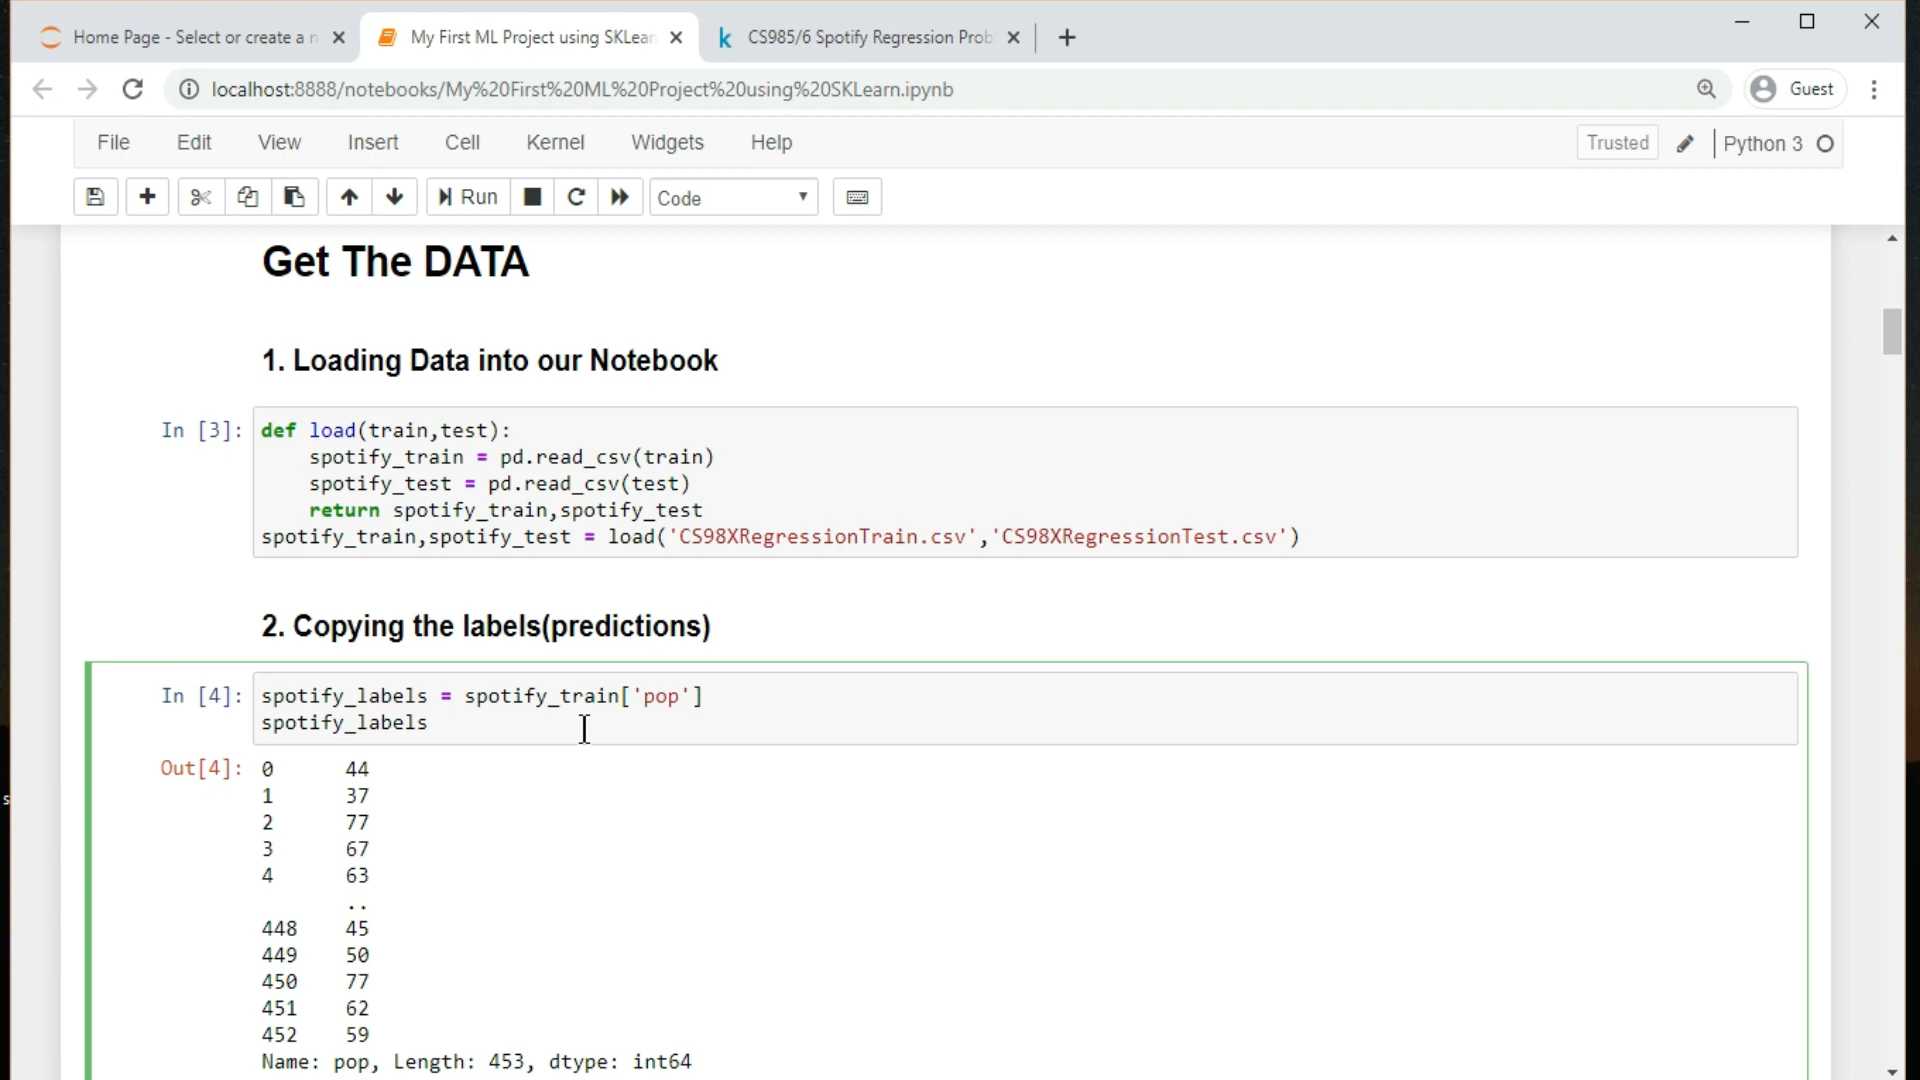 Home Page - Select or create a n
My First ML Project using SKLear
CS985/6 Spotify Regression Prob
localhost:8888/notebooks/My%20First%20ML%20Project%20using%20SKLearn.ipynb
Guest
File Edit View Insert Cell Kernel Widgets Help
Trusted
Python 3
Run
Code
Get The DATA
1. Loading Data into our Notebook
In [3]:
def load(train,test):
    spotify_train = pd.read_csv(train)
    spotify_test = pd.read_csv(test)
    return spotify_train,spotify_test
spotify_train,spotify_test = load('CS98XRegressionTrain.csv','CS98XRegressionTest.csv')
2. Copying the labels(predictions)
In [4]:
spotify_labels = spotify_train['pop']
spotify_labels
Out[4]:
0 44
1 37
2 77
3 67
4 63
..
448 45
449 50
450 77
451 62
452 59
Name: pop, Length: 453, dtype: int64
s